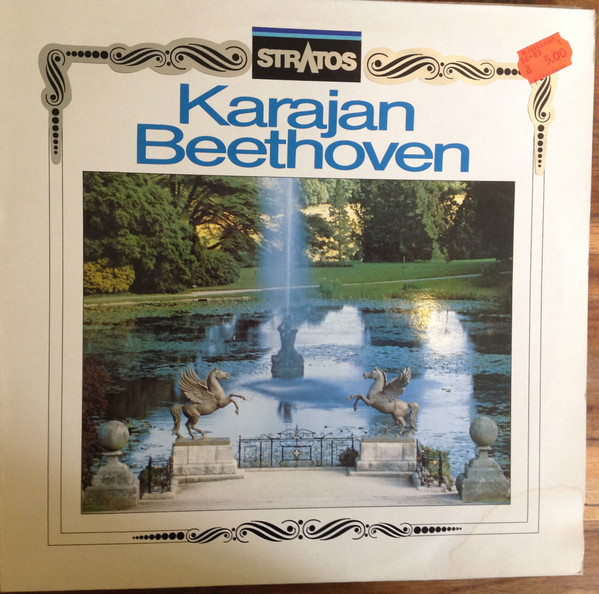 STRATOS
Karajan
Beethoven
5.00